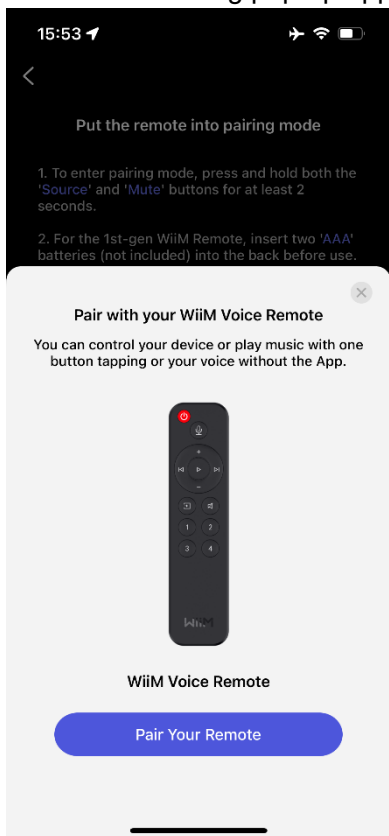 15:53
Put the remote into pairing mode
1. To enter pairing mode, press and hold both the
'Source' and 'Mute' buttons for at least 2
seconds.
2. For the 1st-gen WiiM Remote, insert two 'AAA'
batteries (not included) into the back before use.
Pair with your WiiM Voice Remote
You can control your device or play music with one
button tapping or your voice without the App.
1 2
3 4
WiiM
WiiM Voice Remote
Pair Your Remote